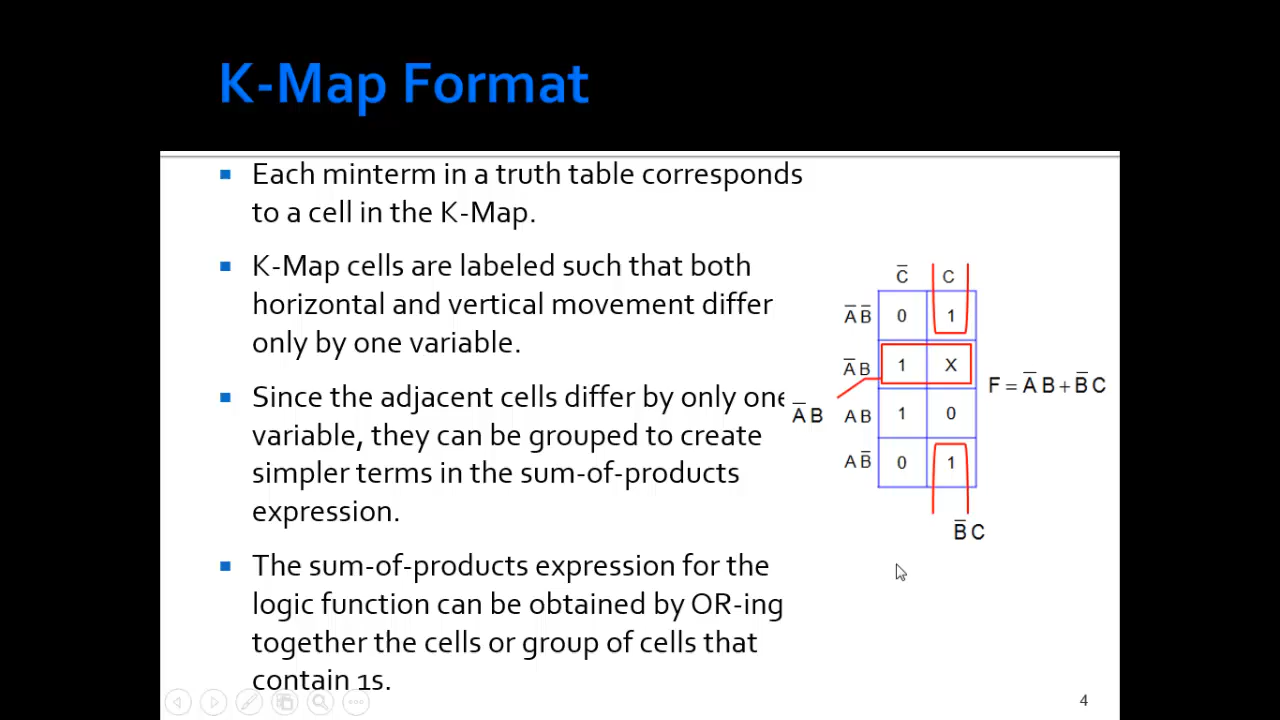 K-Map Format
Each minterm in a truth table corresponds
to a cell in the K-Map.
K-Map cells are labeled such that both
horizontal and vertical movement differ
only by one variable.
Since the adjacent cells differ by only one
variable, they can be grouped to create
simpler terms in the sum-of-products
expression.
The sum-of-products expression for the
logic function can be obtained by OR-ing
together the cells or group of cells that
contain 1s.
C̅ C
A̅ B̅ 0 1
A̅ B 1 X
A B 1 0
A B̅ 0 1
A̅ B
B̅ C
F = A̅ B + B̅ C
4